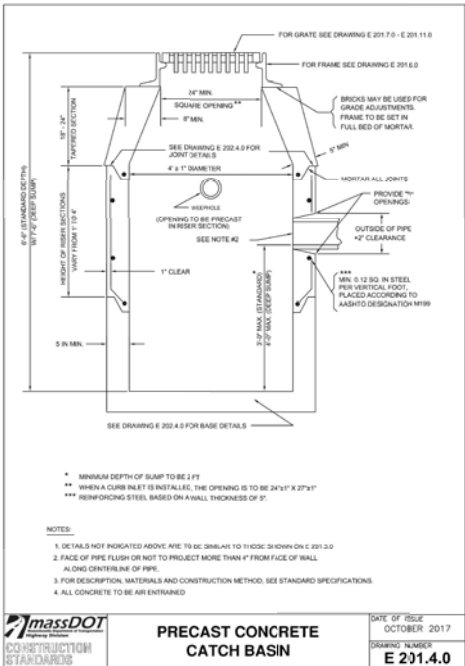 FOR GRATE SEE DRAWING E 201.7.0 - E 201.11.0
FOR FRAME SEE DRAWING E 201.6.0
24" MIN.
SQUARE OPENING **
8" MIN.
BRICKS MAY BE USED FOR
GRADE ADJUSTMENTS.
FRAME TO BE SET IN
FULL BED OF MORTAR.
18" - 24"
TAPERED SECTION
SEE DRAWING E 202.4.0 FOR
JOINT DETAILS
5" MIN
4' ± 1" DIAMETER
MORTAR ALL JOINTS
WEEPHOLE
(OPENING TO BE PRECAST
IN RISER SECTION)
SEE NOTE #2
PROVIDE
OPENINGS
OUTSIDE OF PIPE
+2" CLEARANCE
6'-6" (STANDARD DEPTH)
HEIGHT OF RISER SECTIONS
VARY FROM 1' TO 4'
1" CLEAR
***
MIN. 0.12 SQ. IN STEEL
PER VERTICAL FOOT,
PLACED ACCORDING TO
AASHTO DESIGNATION M199
3'-0" MAX. (STANDARD) *
4'-0" MAX. (DEEP SUMP)
5 IN MIN.
SEE DRAWING E 202.4.0 FOR BASE DETAILS
* MINIMUM DEPTH OF SUMP TO BE 2 FT
** WHEN A CURB INLET IS INSTALLED, THE OPENING IS TO BE 24"±1" X 27"±1"
*** REINFORCING STEEL BASED ON A WALL THICKNESS OF 5".
NOTES:
1. DETAILS NOT INDICATED ABOVE ARE TO BE SIMILAR TO THOSE SHOWN ON E 201.3.0
2. FACE OF PIPE FLUSH OR NOT TO PROJECT MORE THAN 4" FROM FACE OF WALL
ALONG CENTERLINE OF PIPE.
3. FOR DESCRIPTION, MATERIALS AND CONSTRUCTION METHOD, SEE STANDARD SPECIFICATIONS.
4. ALL CONCRETE TO BE AIR ENTRAINED
massDOT
Massachusetts Department of Transportation
Highway Division
CONSTRUCTION
STANDARDS
PRECAST CONCRETE
CATCH BASIN
DATE OF ISSUE
OCTOBER 2017
DRAWING NUMBER
E 201.4.0